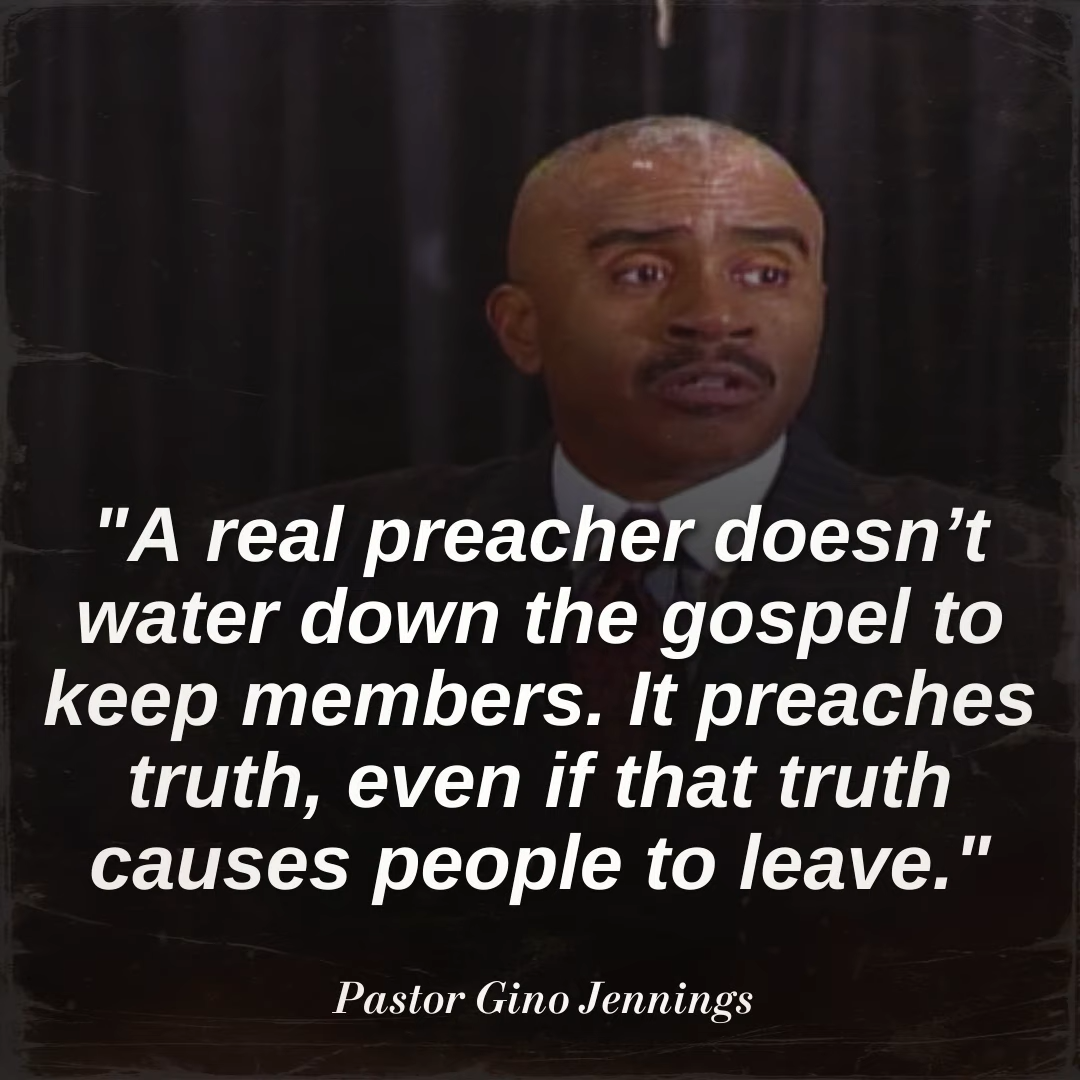 "A real preacher doesn’t
water down the gospel to
keep members. It preaches
truth, even if that truth
causes people to leave."
Pastor Gino Jennings